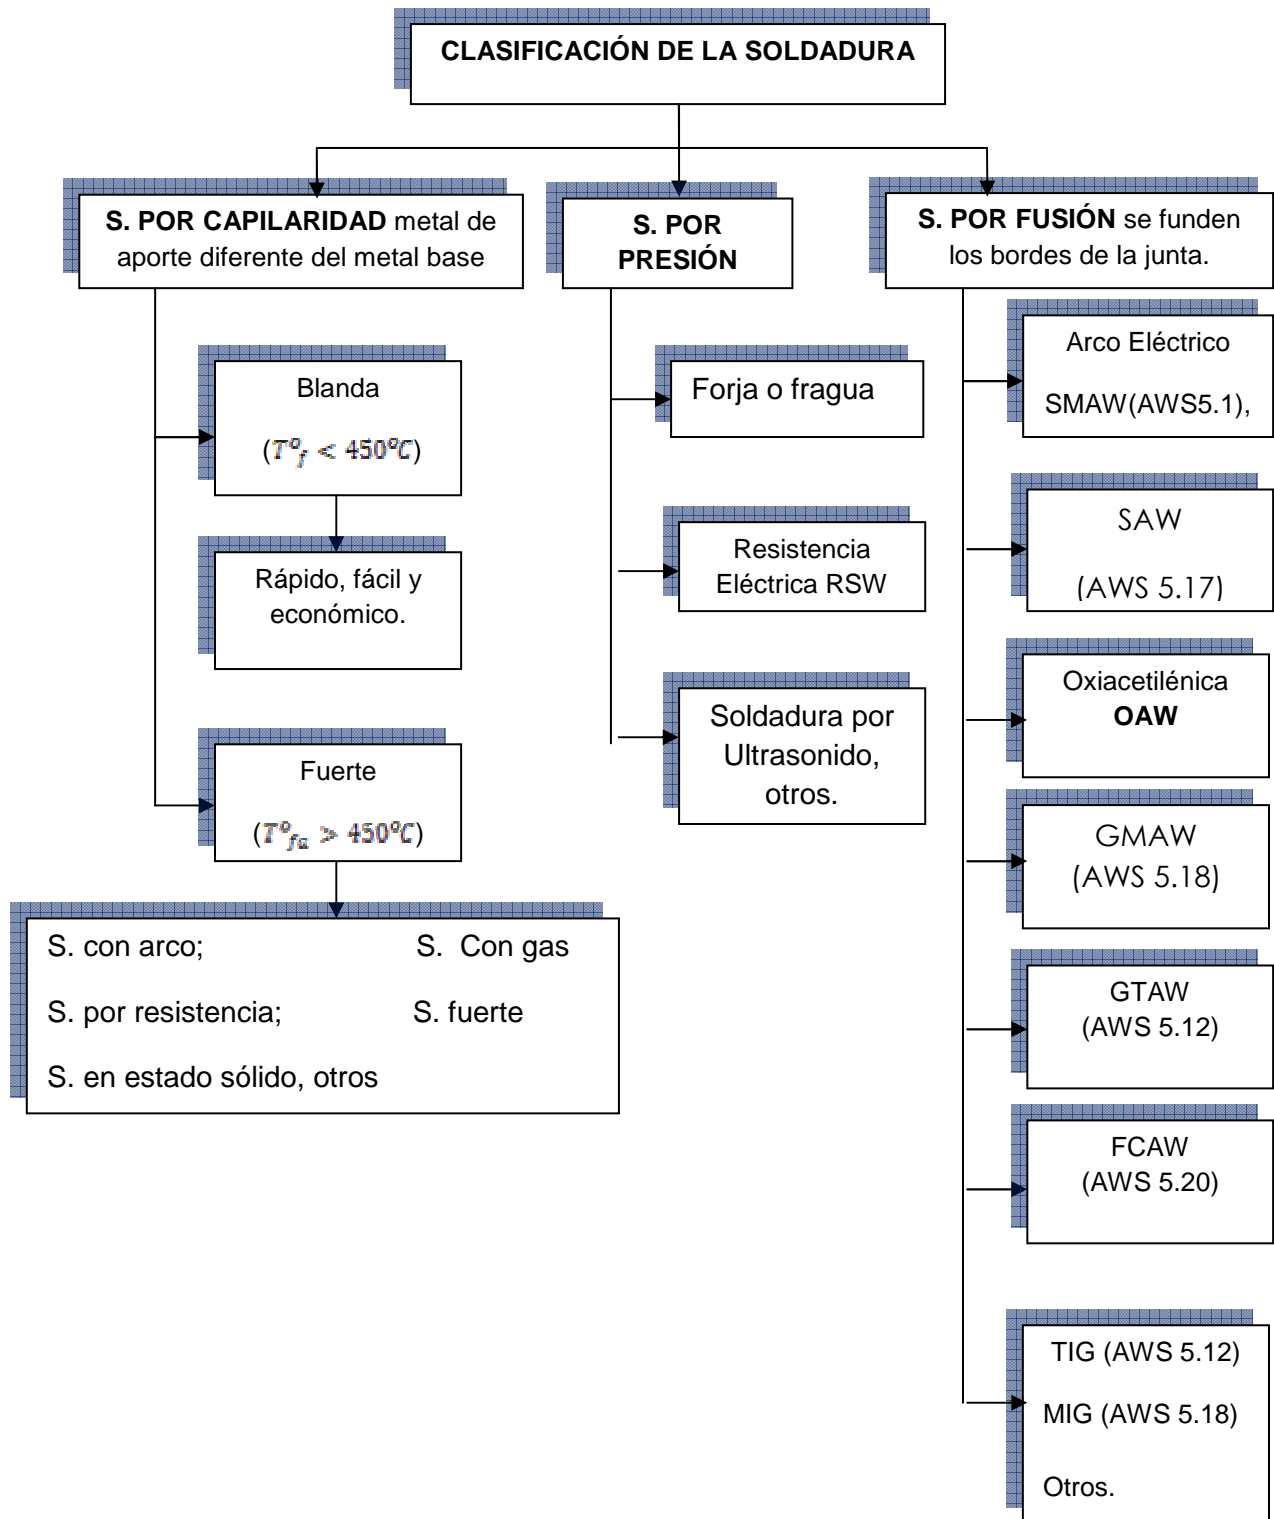 CLASIFICACIÓN DE LA SOLDADURA
S. POR CAPILARIDAD metal de
aporte diferente del metal base
Blanda
(T°f < 450°C)
Rápido, fácil y
económico.
Fuerte
(T°fa > 450°C)
S. con arco; S. Con gas
S. por resistencia; S. fuerte
S. en estado sólido, otros
S. POR
PRESIÓN
Forja o fragua
Resistencia
Eléctrica RSW
Soldadura por
Ultrasonido,
otros.
S. POR FUSIÓN se funden
los bordes de la junta.
Arco Eléctrico
SMAW(AWS5.1),
SAW
(AWS 5.17)
Oxiacetilénica
OAW
GMAW
(AWS 5.18)
GTAW
(AWS 5.12)
FCAW
(AWS 5.20)
TIG (AWS 5.12)
MIG (AWS 5.18)
Otros.